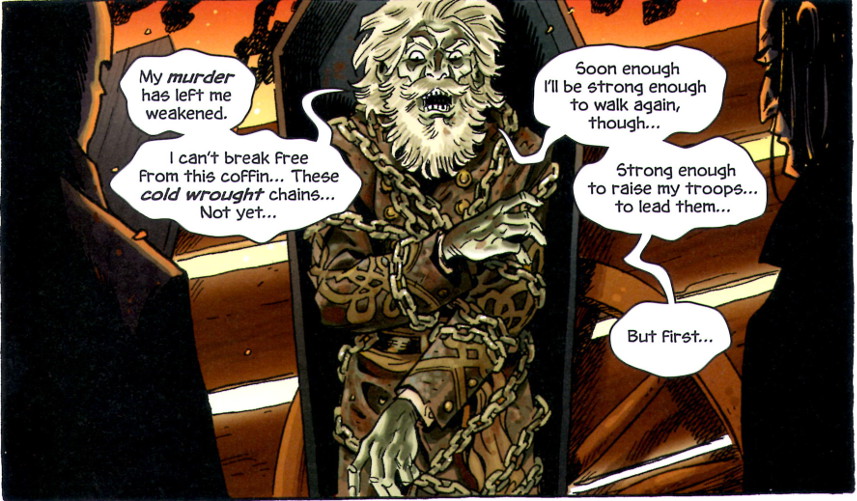 My murder
has left me
weakened.
I can't break free
from this coffin... These
cold wrought chains...
Not yet...
Soon enough
I'll be strong enough
to walk again,
though...
Strong enough
to raise my troops...
to lead them...
But first...